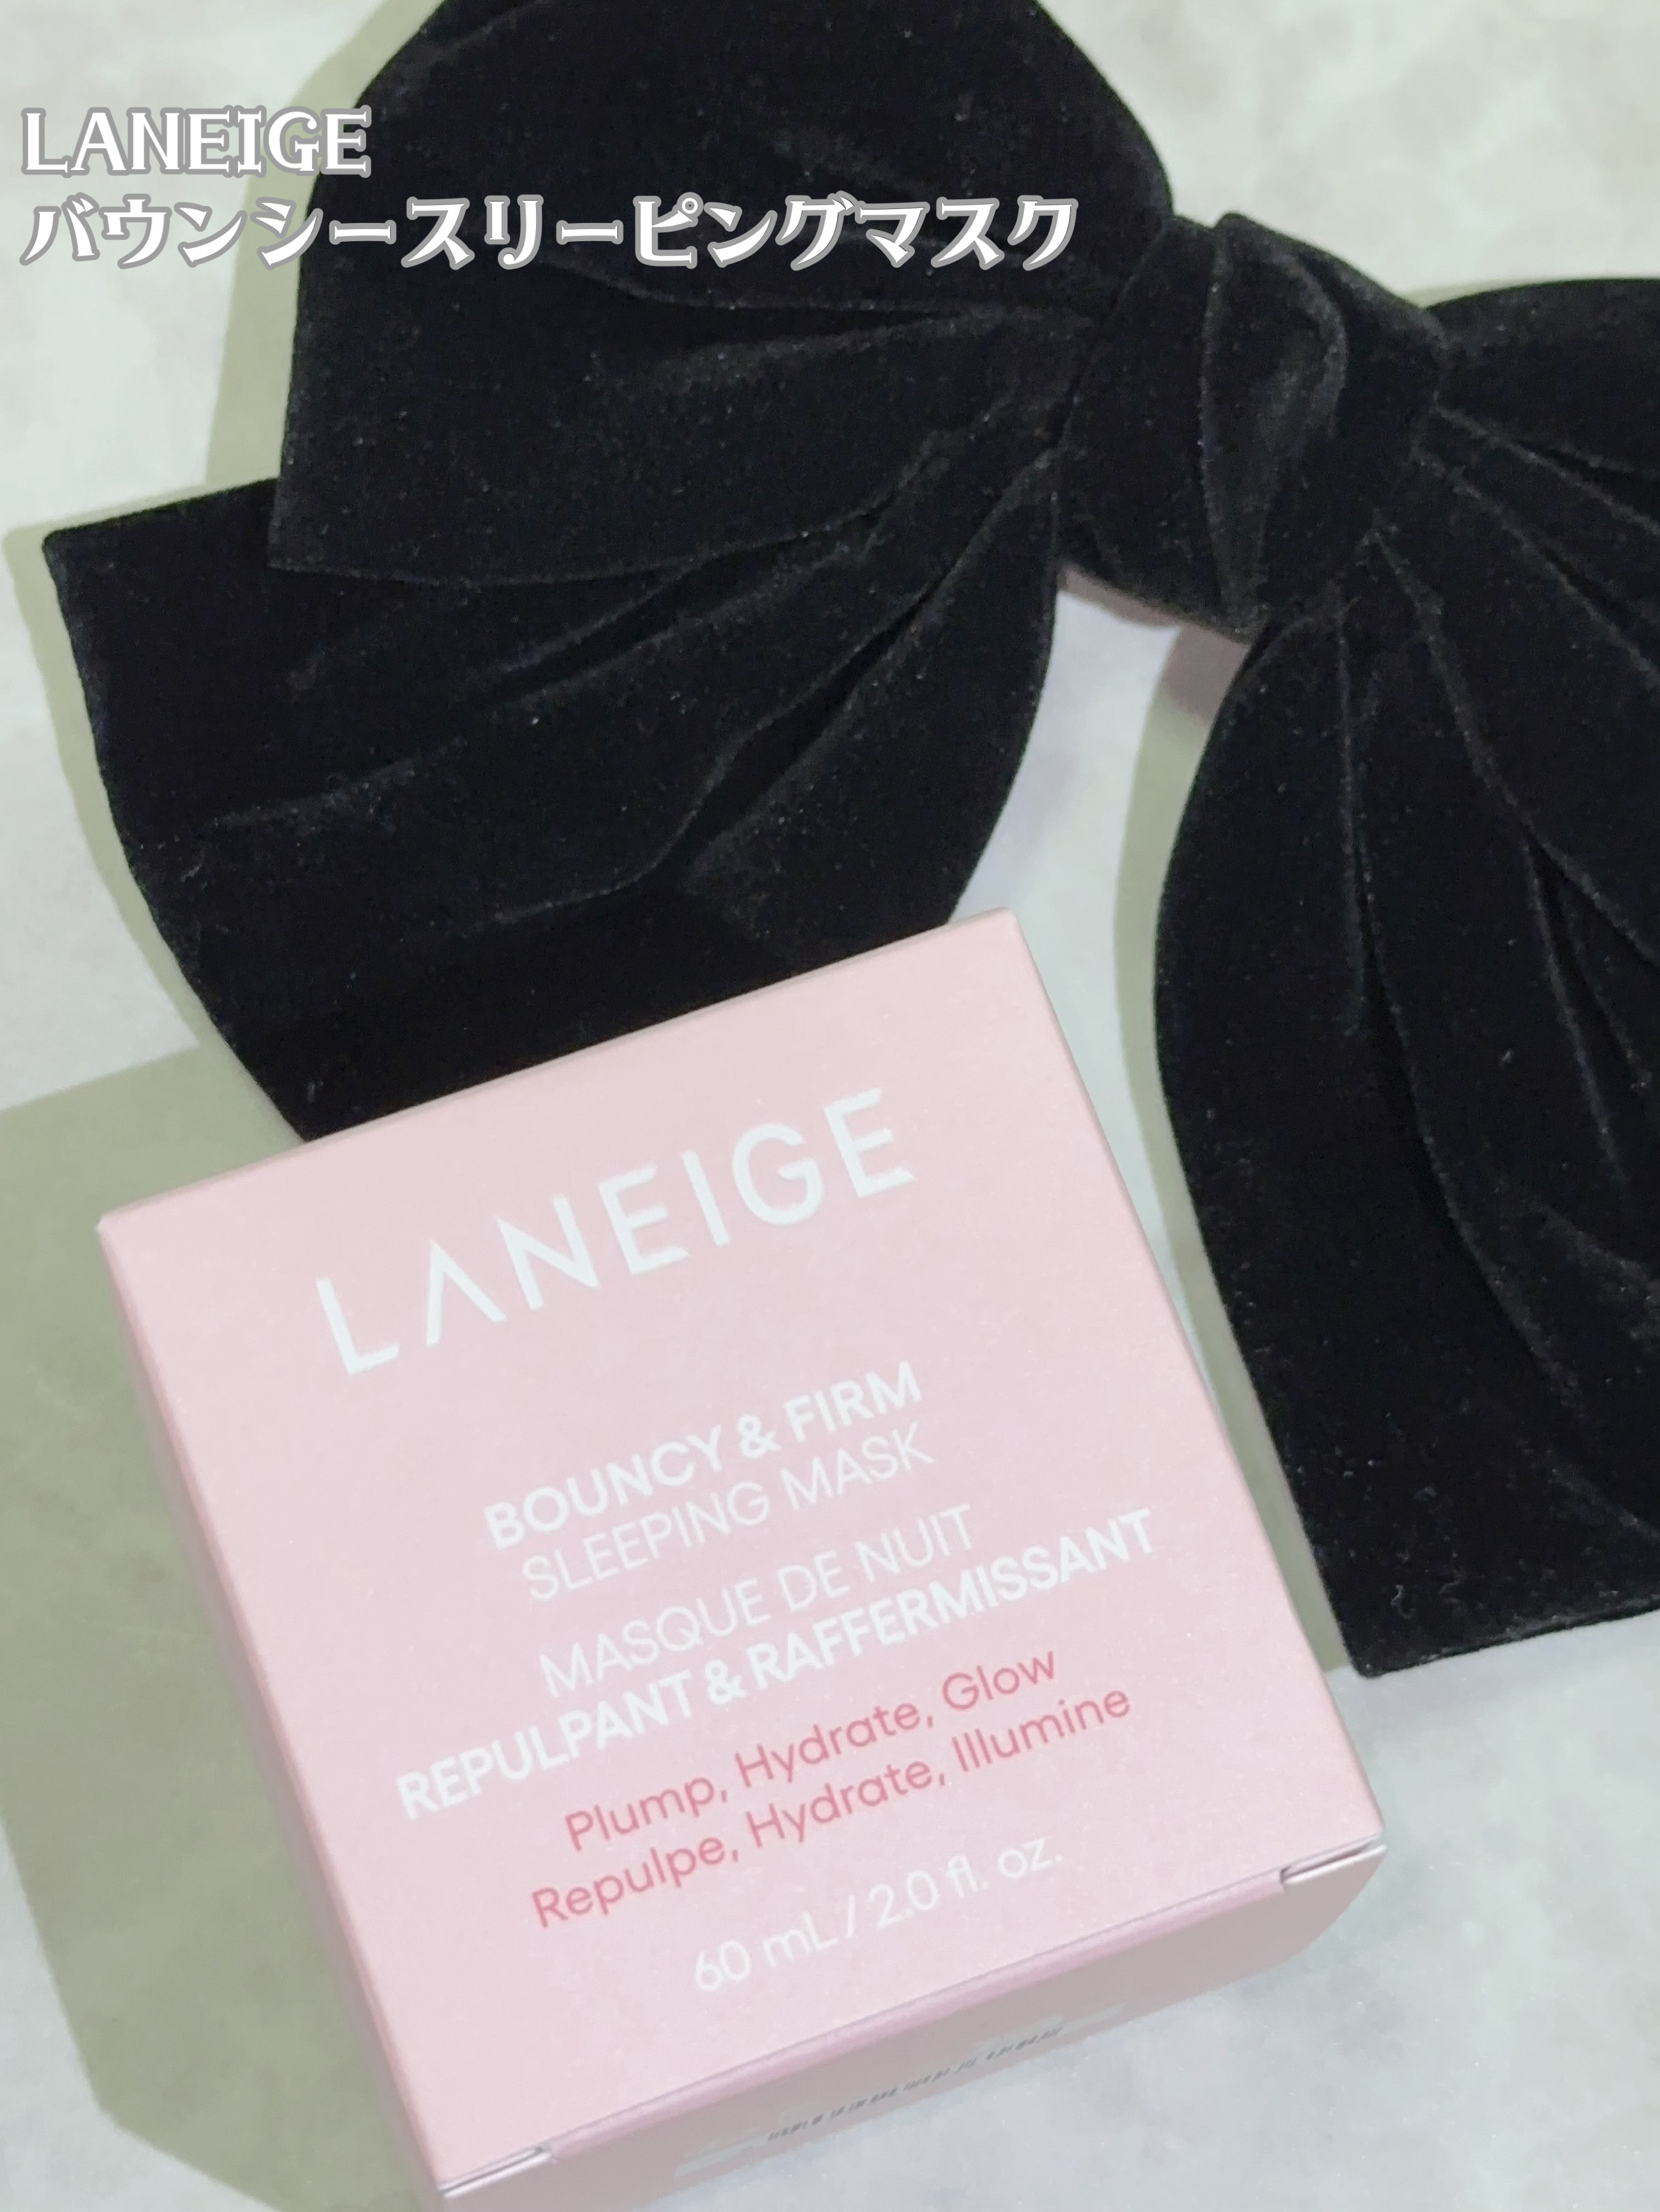 LANEIGE
バウンシースリーピングマスク
LANEIGE
BOUNCY & FIRM
SLEEPING MASK
MASQUE DE NUIT
REPULPANT & RAFFERMISSANT
Plump, Hydrate, Glow
Repulpe, Hydrate, Illumine
60 mL / 2.0 fl. oz.